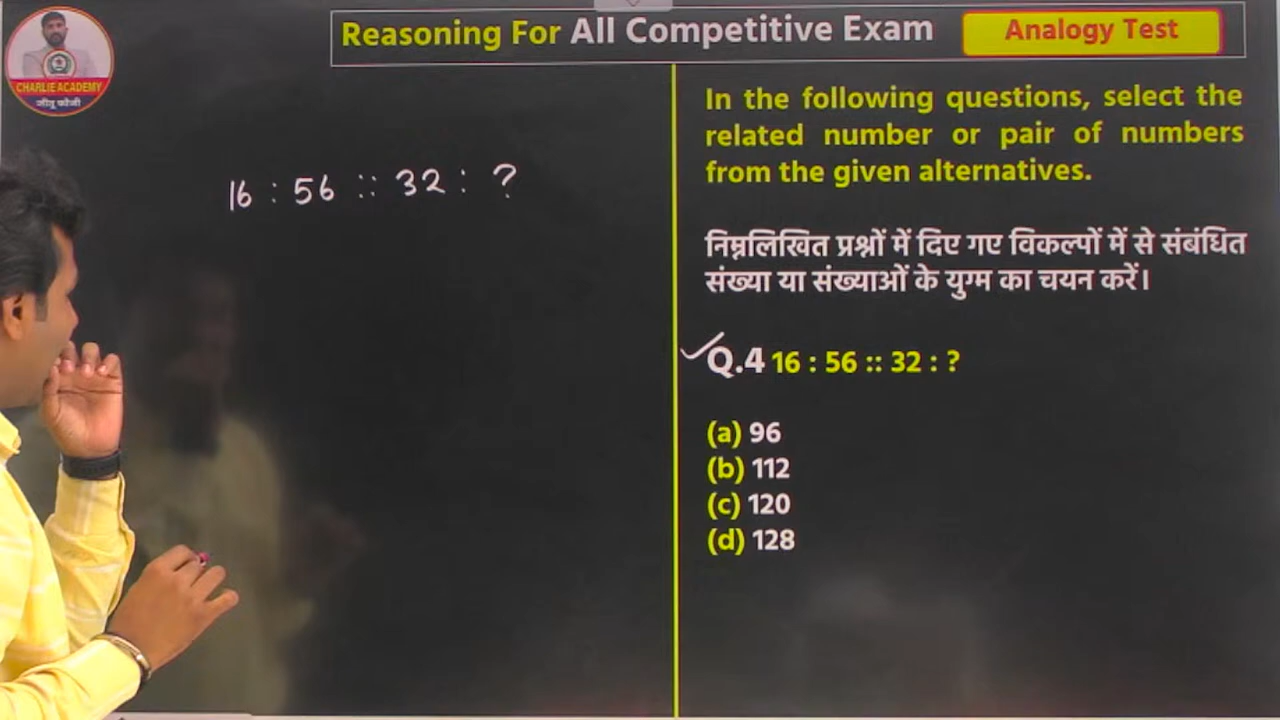 Reasoning For All Competitive Exam
Analogy Test
CHARLIE ACADEMY
जीतू फौजी
16 : 56 :: 32 : ?
In the following questions, select the
related number or pair of numbers
from the given alternatives.
निम्नलिखित प्रश्नों में दिए गए विकल्पों में से संबंधित
संख्या या संख्याओं के युग्म का चयन करें।
Q.4 16 : 56 :: 32 : ?
(a) 96
(b) 112
(c) 120
(d) 128